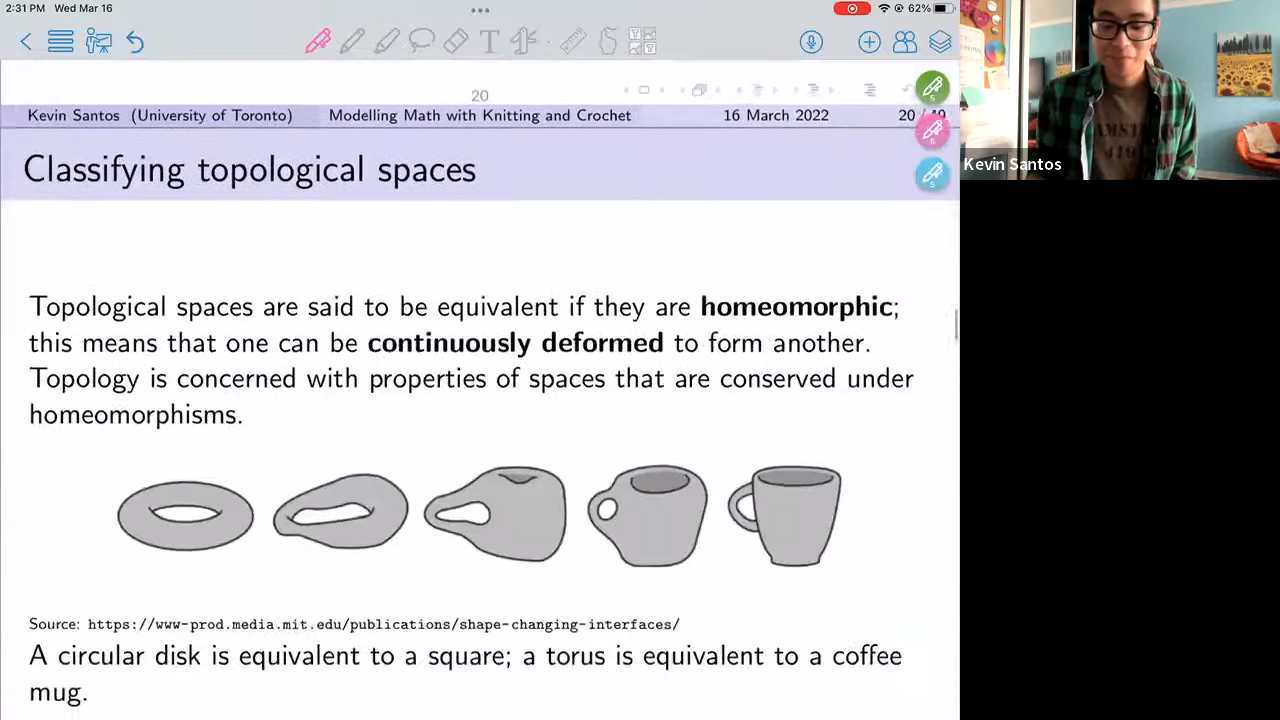 2:31 PM Wed Mar 16
62%
20
Kevin Santos (University of Toronto) Modelling Math with Knitting and Crochet 16 March 2022 20
Classifying topological spaces
Kevin Santos
Topological spaces are said to be equivalent if they are homeomorphic;
this means that one can be continuously deformed to form another.
Topology is concerned with properties of spaces that are conserved under
homeomorphisms.
Source: https://www-prod.media.mit.edu/publications/shape-changing-interfaces/
A circular disk is equivalent to a square; a torus is equivalent to a coffee
mug.